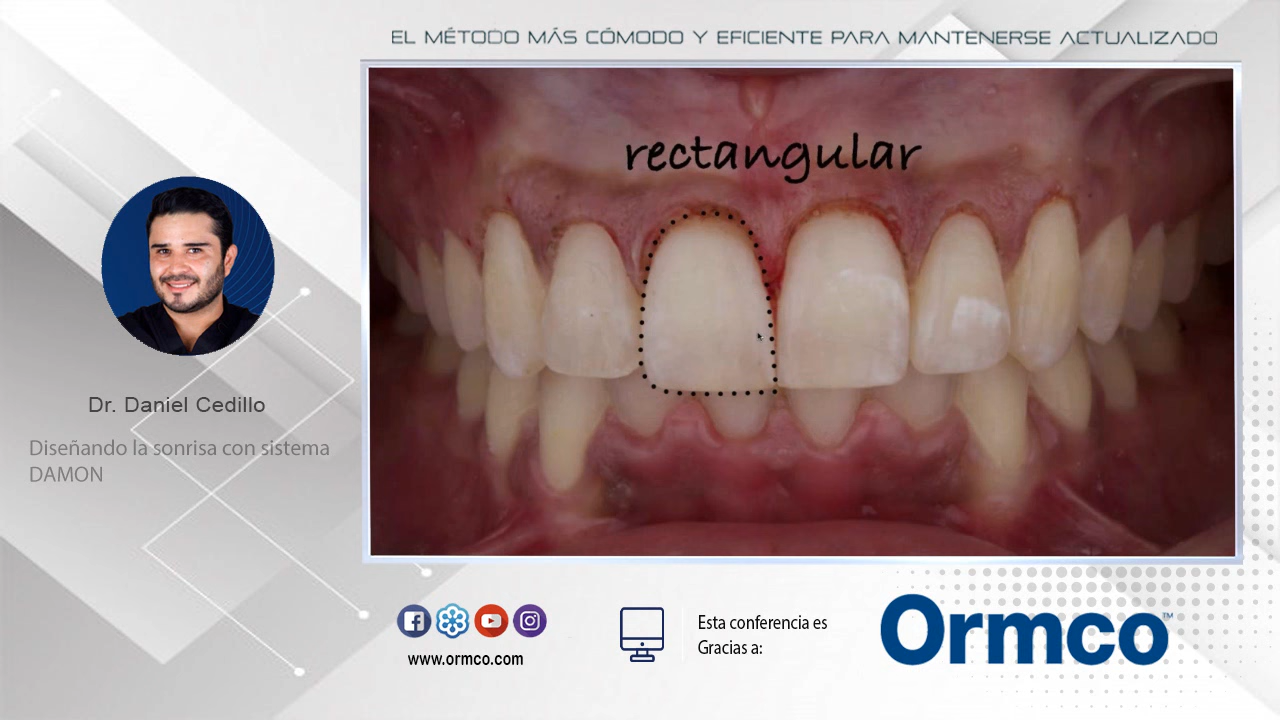 EL MÉTODO MÁS CÓMODO Y EFICIENTE PARA MANTENERSE ACTUALIZADO
rectangular
Dr. Daniel Cedillo
Diseñando la sonrisa con sistema
DAMON
www.ormco.com
Esta conferencia es
Gracias a:
Ormco™